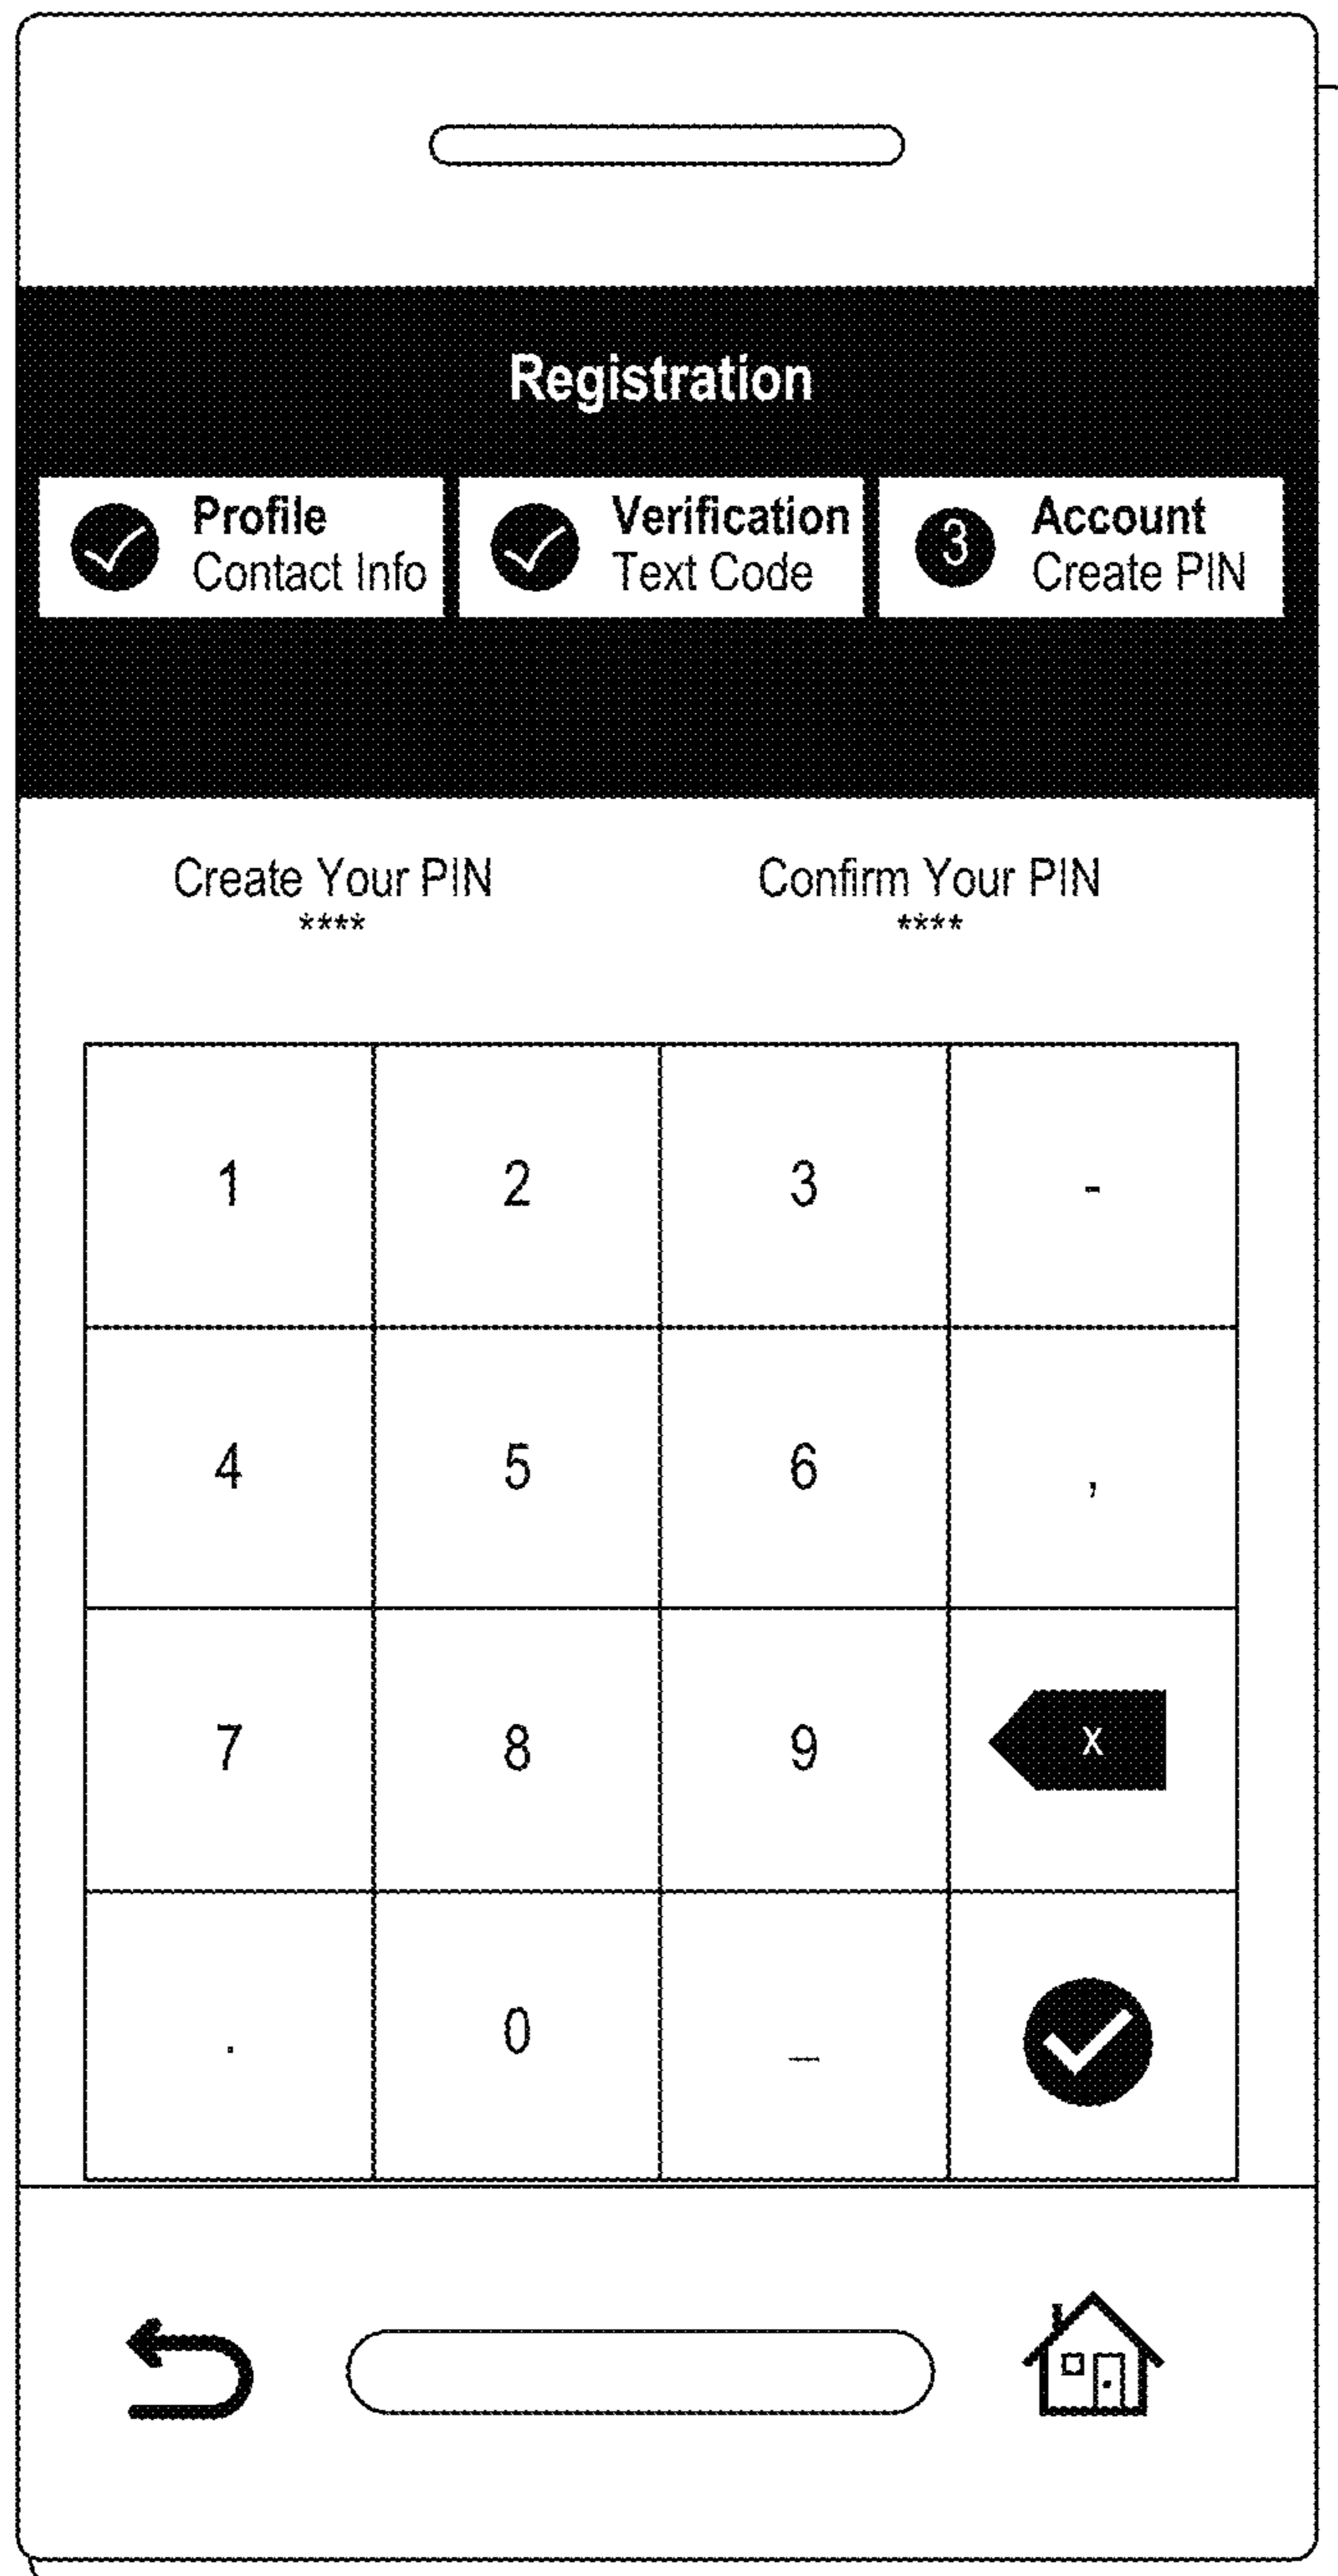 Registration
Profile
Contact Info
Verification
Text Code
3
Account
Create PIN
Create Your PIN
****
Confirm Your PIN
****
1 2 3 -
4 5 6 ,
7 8 9 x
. 0 _